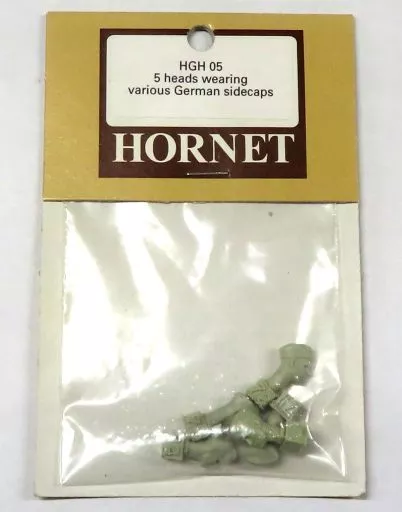 HGH 05
5 heads wearing
various German sidecaps
HORNET